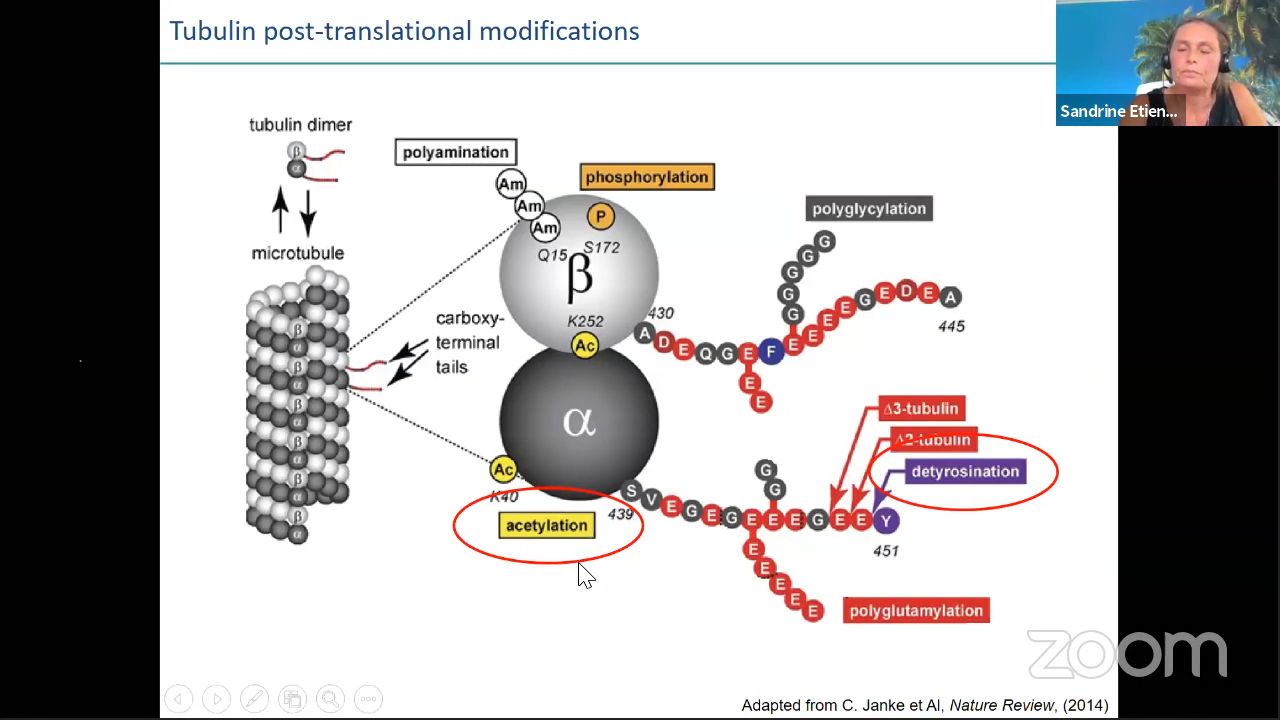 Tubulin post-translational modifications
Sandrine Etien...
tubulin dimer
β
α
microtubule
β
α
β
α
β
α
β
α
β
α
β
α
carboxy-
terminal
tails
polyamination
Am
Am
Am
Q15
phosphorylation
P
S172
β
K252
Ac
α
Ac
K40
acetylation
polyglycylation
G
G
G
G
G
430
A D E Q G E F E E E E G E D E A
E
E
445
Δ3-tubulin
Δ2-tubulin
detyrosination
G
G
439
S V E G E G E E E G E E Y
451
E
E
E
E
E
polyglutamylation
zoom
Adapted from C. Janke et Al, Nature Review, (2014)